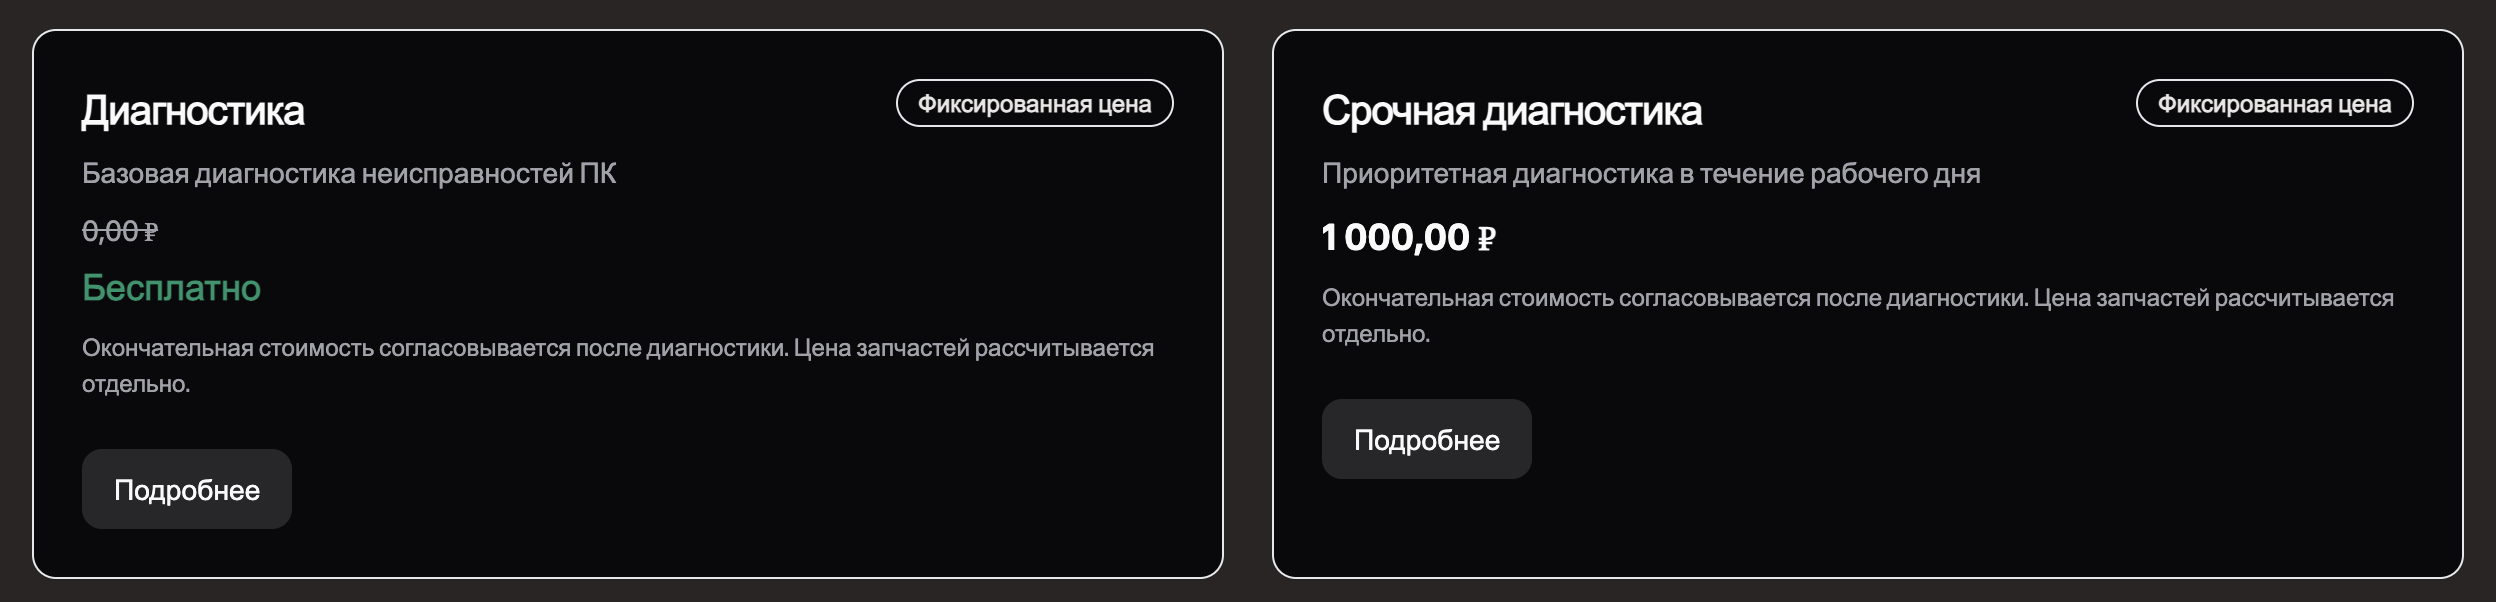 Диагностика
Фиксированная цена
Базовая диагностика неисправностей ПК
0,00 ₽
Бесплатно
Окончательная стоимость согласовывается после диагностики. Цена запчастей рассчитывается
отдельно.
Подробнее
Срочная диагностика
Фиксированная цена
Приоритетная диагностика в течение рабочего дня
1 000,00 ₽
Окончательная стоимость согласовывается после диагностики. Цена запчастей рассчитывается
отдельно.
Подробнее